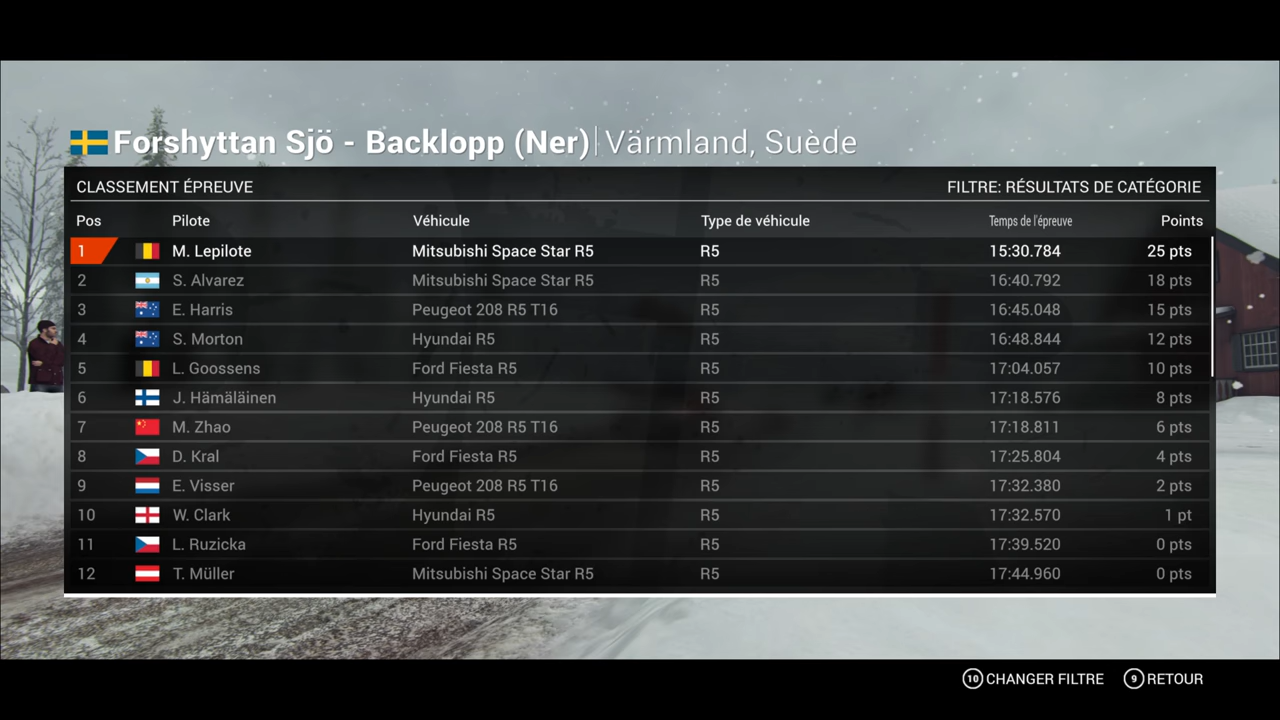 Forshyttan Sjö - Backlopp (Ner) | Värmland, Suède
CLASSEMENT ÉPREUVE FILTRE: RÉSULTATS DE CATÉGORIE
Pos Pilote Véhicule Type de véhicule Temps de l'épreuve Points
1 M. Lepilote Mitsubishi Space Star R5 R5 15:30.784 25 pts
2 S. Alvarez Mitsubishi Space Star R5 R5 16:40.792 18 pts
3 E. Harris Peugeot 208 R5 T16 R5 16:45.048 15 pts
4 S. Morton Hyundai R5 R5 16:48.844 12 pts
5 L. Goossens Ford Fiesta R5 R5 17:04.057 10 pts
6 J. Hämäläinen Hyundai R5 R5 17:18.576 8 pts
7 M. Zhao Peugeot 208 R5 T16 R5 17:18.811 6 pts
8 D. Kral Ford Fiesta R5 R5 17:25.804 4 pts
9 E. Visser Peugeot 208 R5 T16 R5 17:32.380 2 pts
10 W. Clark Hyundai R5 R5 17:32.570 1 pt
11 L. Ruzicka Ford Fiesta R5 R5 17:39.520 0 pts
12 T. Müller Mitsubishi Space Star R5 R5 17:44.960 0 pts
10 CHANGER FILTRE 9 RETOUR